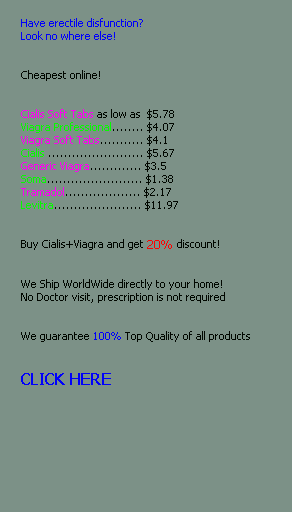 Have erectile disfunction?
Look no where else!
Cheapest online!
Cialis Soft Tabs as low as $5.78
........ $4.07
Viagra Soft Tabs........... $4.1
........................ $5.67
Generic Viagra............. $3.5
........................ $1.38
Tramadol................... $2.17
...................... $11.97
Buy Cialis+Viagra and get 20% discount!
We Ship WorldWide directly to your home!
No Doctor visit, prescription is not required
We guarantee 100% Top Quality of all products
CLICK HERE